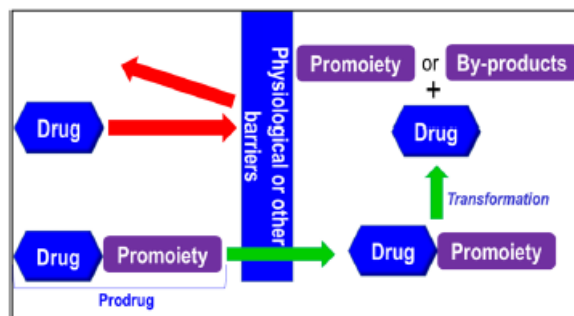 Physiological or other
barriers
Promoiety or By-products
+
Drug
Drug
Transformation
Drug Promoiety
Drug Promoiety
Prodrug